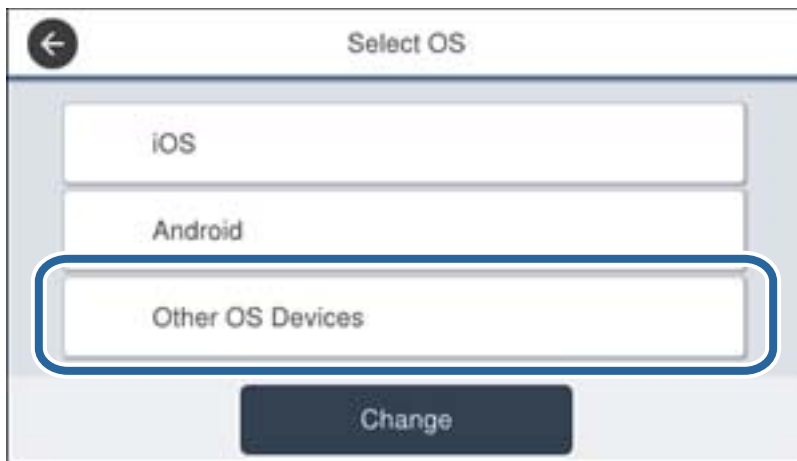 Select OS
iOS
Android
Other OS Devices
Change